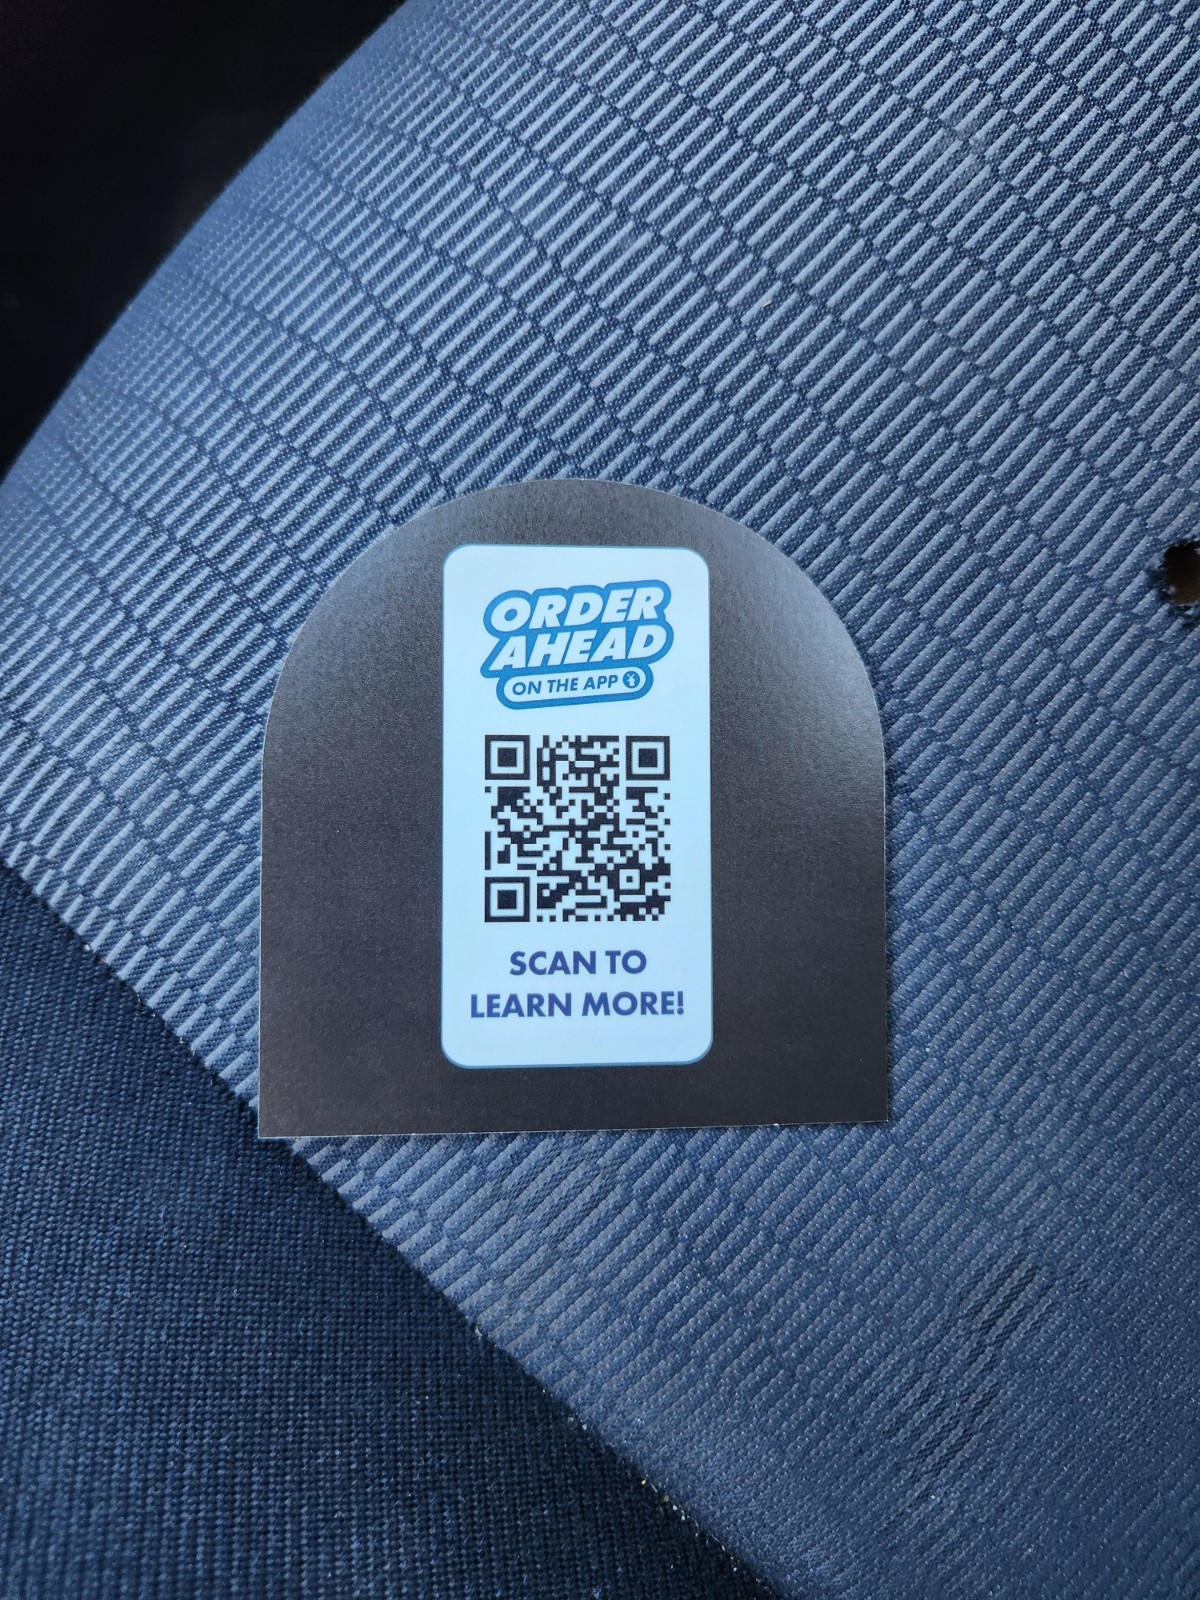 ORDER
AHEAD
ON THE APP
SCAN TO
LEARN MORE!